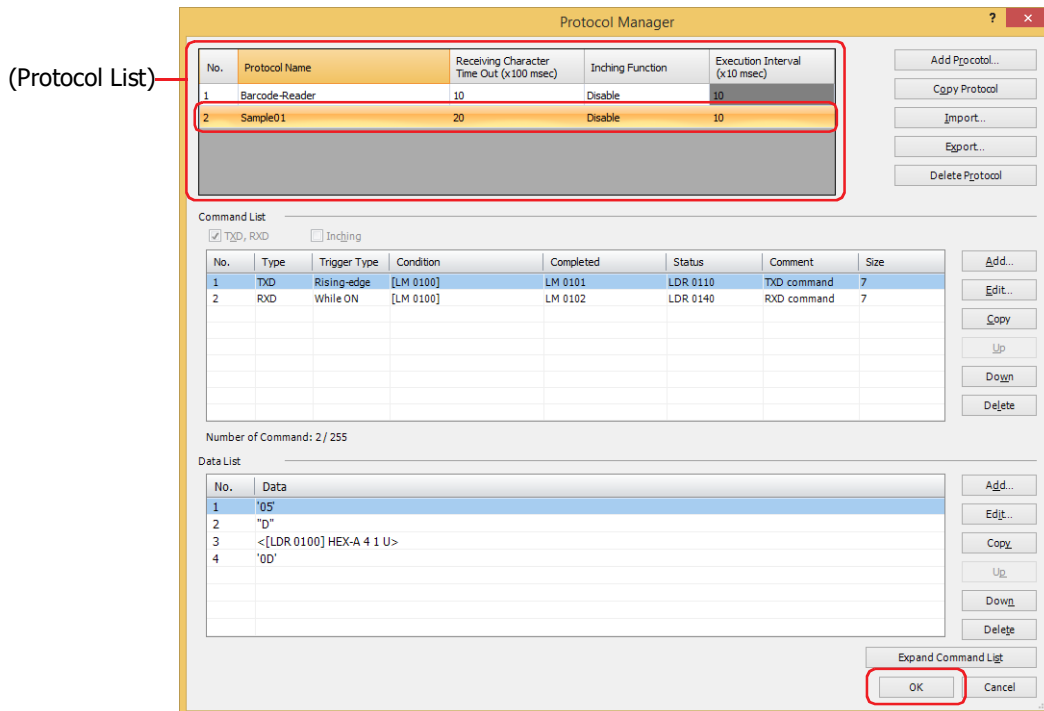 Protocol Manager
? ×
(Protocol List)
No. Protocol Name Receiving Character Time Out (x100 msec) Inching Function Execution Interval (x10 msec)
1 Barcode-Reader 10 Disable 10
2 Sample01 20 Disable 10
Add Procotol...
Copy Protocol
Import...
Export...
Delete Protocol
Command List
TXD, RXD Inching
No. Type Trigger Type Condition Completed Status Comment Size
1 TXD Rising-edge [LM 0100] LM 0101 LDR 0110 TXD command 7
2 RXD While ON [LM 0100] LM 0102 LDR 0140 RXD command 7
Add...
Edit...
Copy
Up
Down
Delete
Number of Command: 2 / 255
Data List
No. Data
1 '05'
2 "D"
3 <[LDR 0100] HEX-A 4 1 U>
4 '0D'
Add...
Edit...
Copy
Up
Down
Delete
Expand Command List
OK Cancel